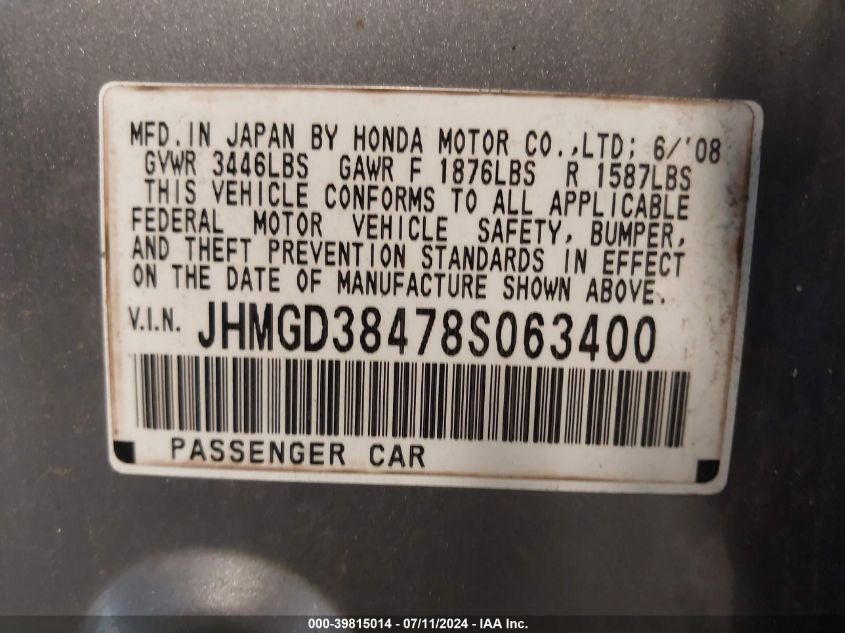 MFD.IN JAPAN BY HONDA MOTOR CO.,LTD; 6/'08
GVWR 3446LBS GAWR F 1876LBS R 1587LBS
THIS VEHICLE CONFORMS TO ALL APPLICABLE
FEDERAL MOTOR VEHICLE SAFETY, BUMPER,
AND THEFT PREVENTION STANDARDS IN EFFECT
ON THE DATE OF MANUFACTURE SHOWN ABOVE.
V.I.N. JHMGD38478S063400
PASSENGER CAR
000-39815014 - 07/11/2024 - IAA Inc.